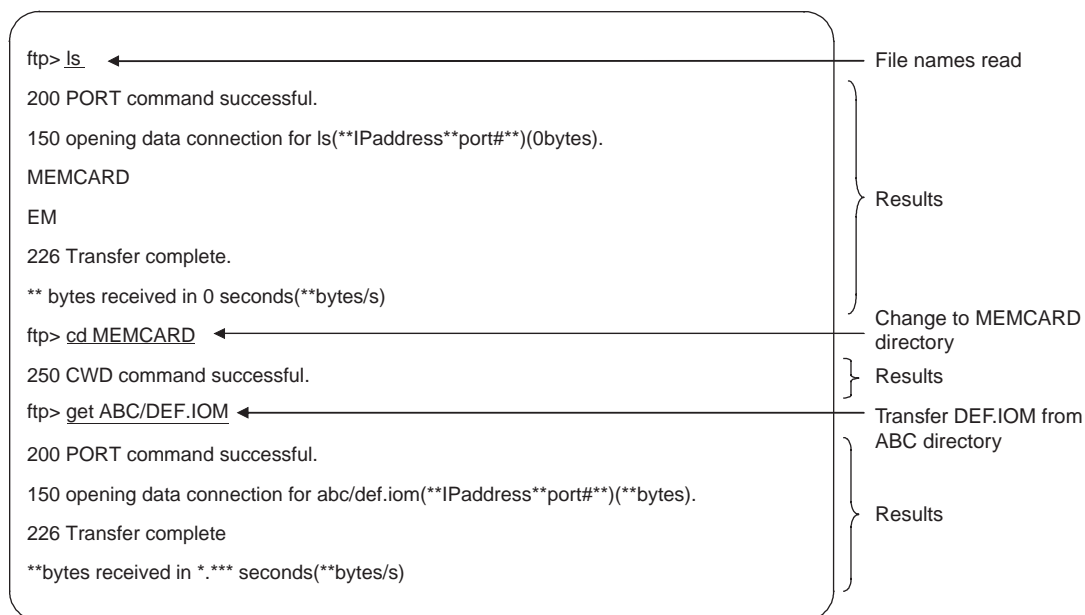 ftp> ls
File names read
200 PORT command successful.
150 opening data connection for ls(**IPaddress**port#**)(0bytes).
MEMCARD
Results
EM
226 Transfer complete.
** bytes received in 0 seconds(**bytes/s)
ftp> cd MEMCARD
Change to MEMCARD
directory
250 CWD command successful.
Results
ftp> get ABC/DEF.IOM
Transfer DEF.IOM from
ABC directory
200 PORT command successful.
150 opening data connection for abc/def.iom(**IPaddress**port#**)(**bytes).
Results
226 Transfer complete
**bytes received in *.*** seconds(**bytes/s)